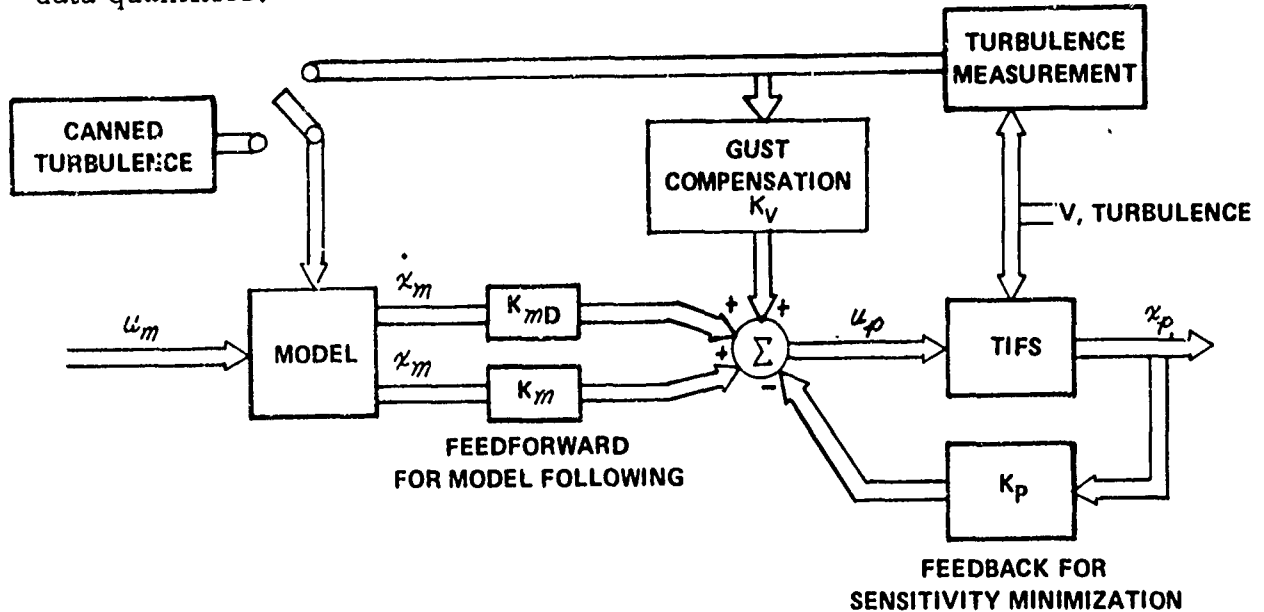 data quantities.
TURBULENCE
MEASUREMENT
CANNED
TURBULENCE
GUST
COMPENSATION
K_V
V, TURBULENCE
ẋ_m
K_mD
+ +
u_m
MODEL
+
Σ
-
u_p
TIFS
x_p
x_m
K_m
FEEDFORWARD
FOR MODEL FOLLOWING
K_P
FEEDBACK FOR
SENSITIVITY MINIMIZATION